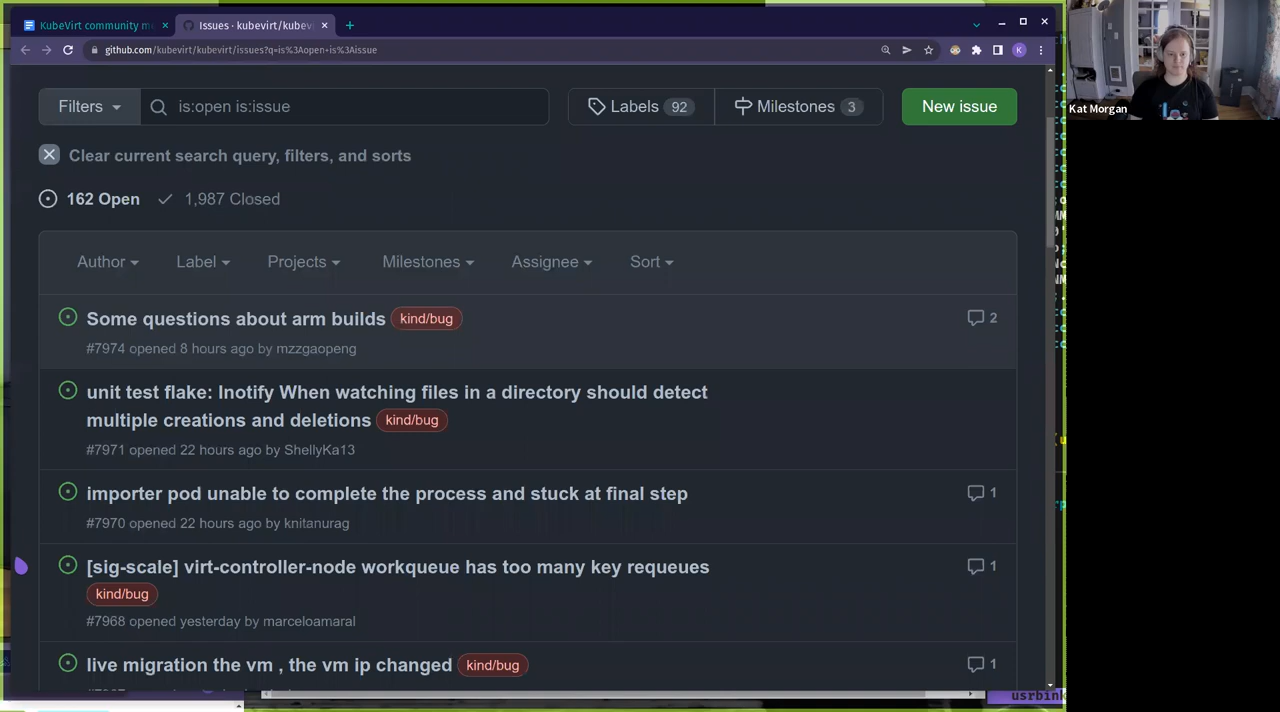 KubeVirt community m
Issues · kubevirt/kubev
github.com/kubevirt/kubevirt/issues?q=is%3Aopen+is%3Aissue
K
Kat Morgan
Filters
is:open is:issue
Labels 92
Milestones 3
New issue
Clear current search query, filters, and sorts
162 Open
1,987 Closed
Author
Label
Projects
Milestones
Assignee
Sort
Some questions about arm builds kind/bug
2
#7974 opened 8 hours ago by mzzgaopeng
unit test flake: Inotify When watching files in a directory should detect
multiple creations and deletions kind/bug
#7971 opened 22 hours ago by ShellyKa13
importer pod unable to complete the process and stuck at final step
1
#7970 opened 22 hours ago by knitanurag
[sig-scale] virt-controller-node workqueue has too many key requeues
1
kind/bug
#7968 opened yesterday by marceloamaral
live migration the vm , the vm ip changed kind/bug
1
usrbink